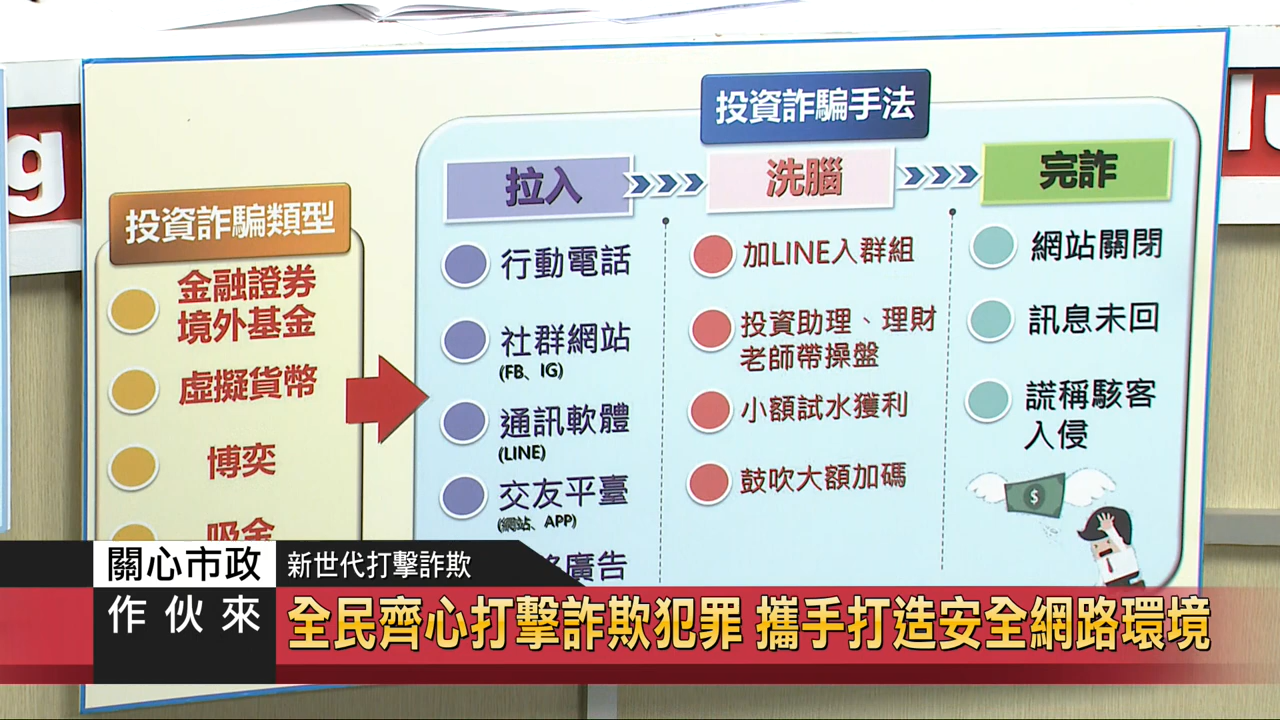 投資詐騙手法
投資詐騙類型
金融證券
境外基金
虛擬貨幣
博奕
吸金
拉入
行動電話
社群網站
(FB、IG)
通訊軟體
(LINE)
交友平臺
(網站、APP)
廣告
洗腦
加LINE入群組
投資助理、理財
老師帶操盤
小額試水獲利
鼓吹大額加碼
完詐
網站關閉
訊息未回
謊稱駭客
入侵
$
關心市政
作伙來
新世代打擊詐欺
全民齊心打擊詐欺犯罪 攜手打造安全網路環境